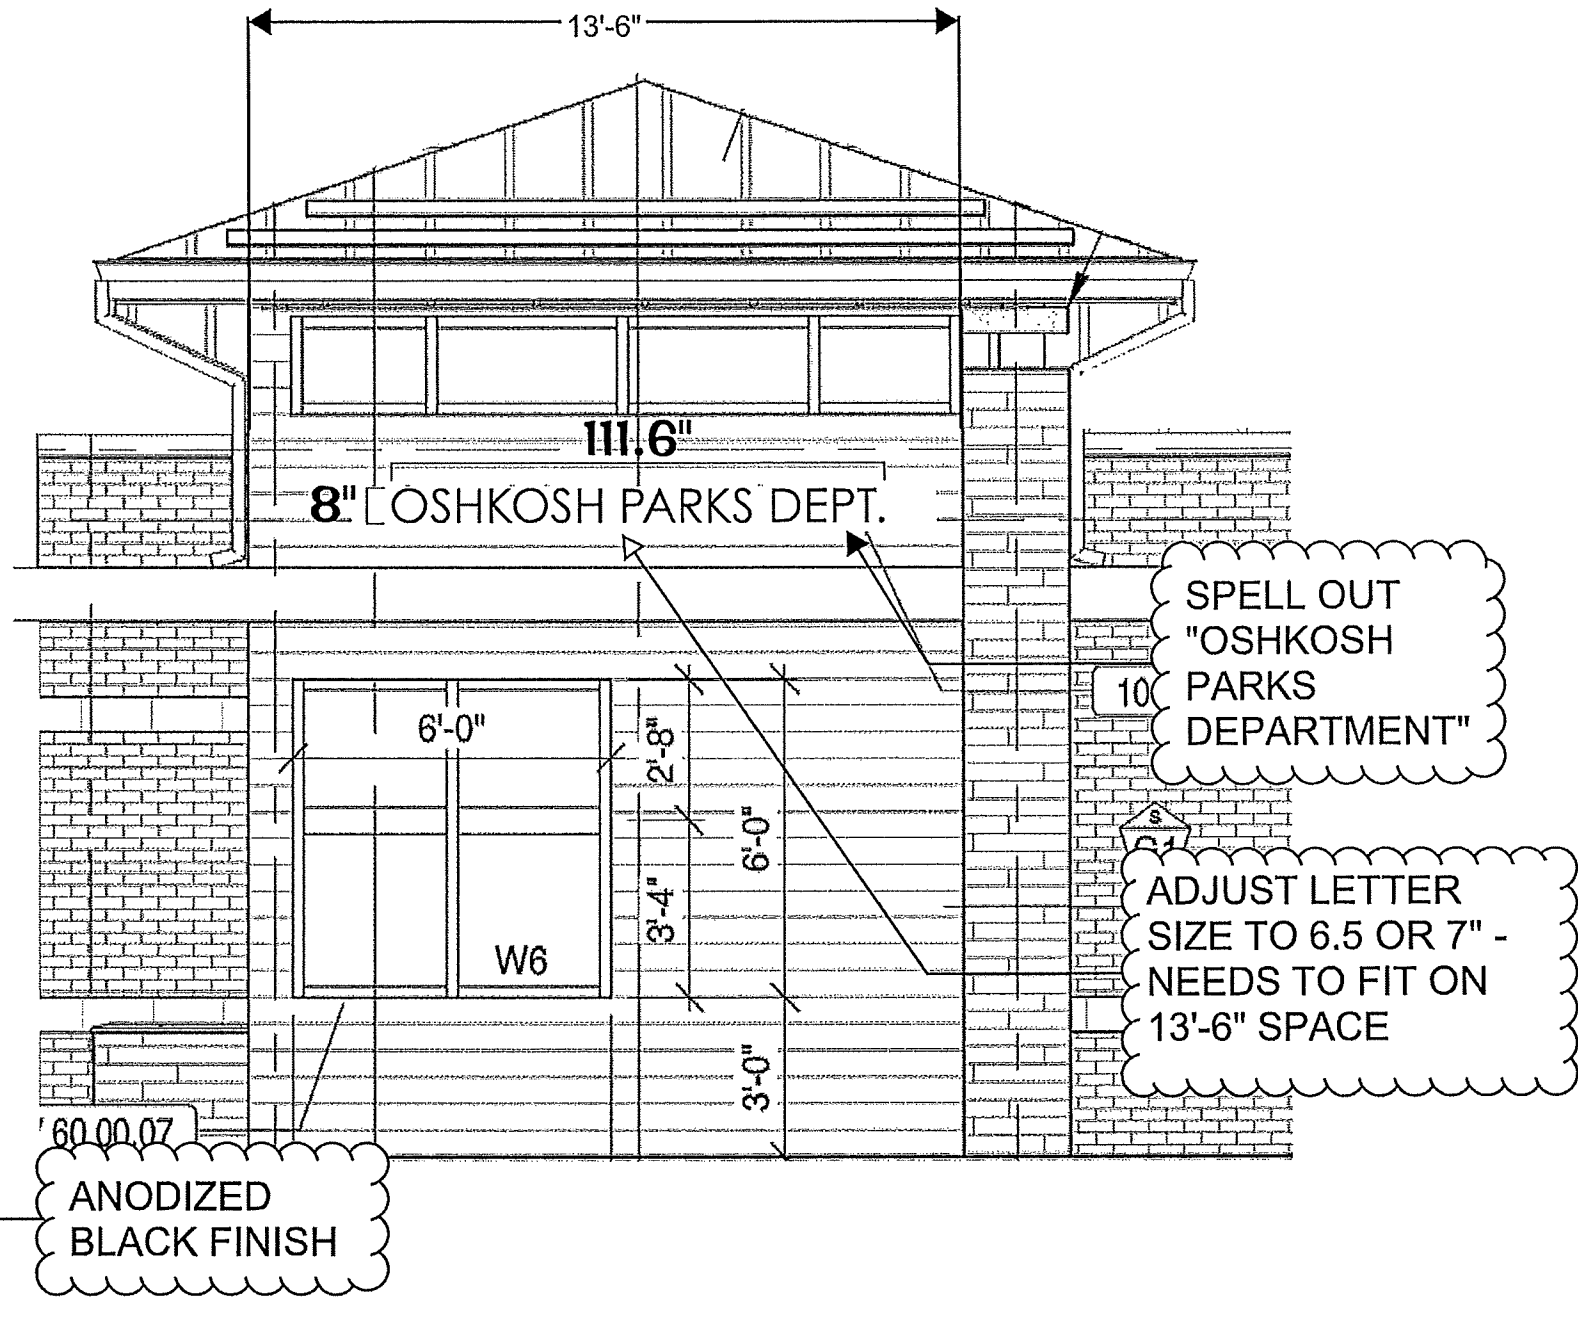 13'-6"
111.6"
8" OSHKOSH PARKS DEPT.
SPELL OUT
"OSHKOSH
PARKS
DEPARTMENT"
10
6'-0"
2'-8"
6'-0"
3'-4"
W6
S
ADJUST LETTER
SIZE TO 6.5 OR 7" -
NEEDS TO FIT ON
13'-6" SPACE
3'-0"
60 00.07
ANODIZED
BLACK FINISH